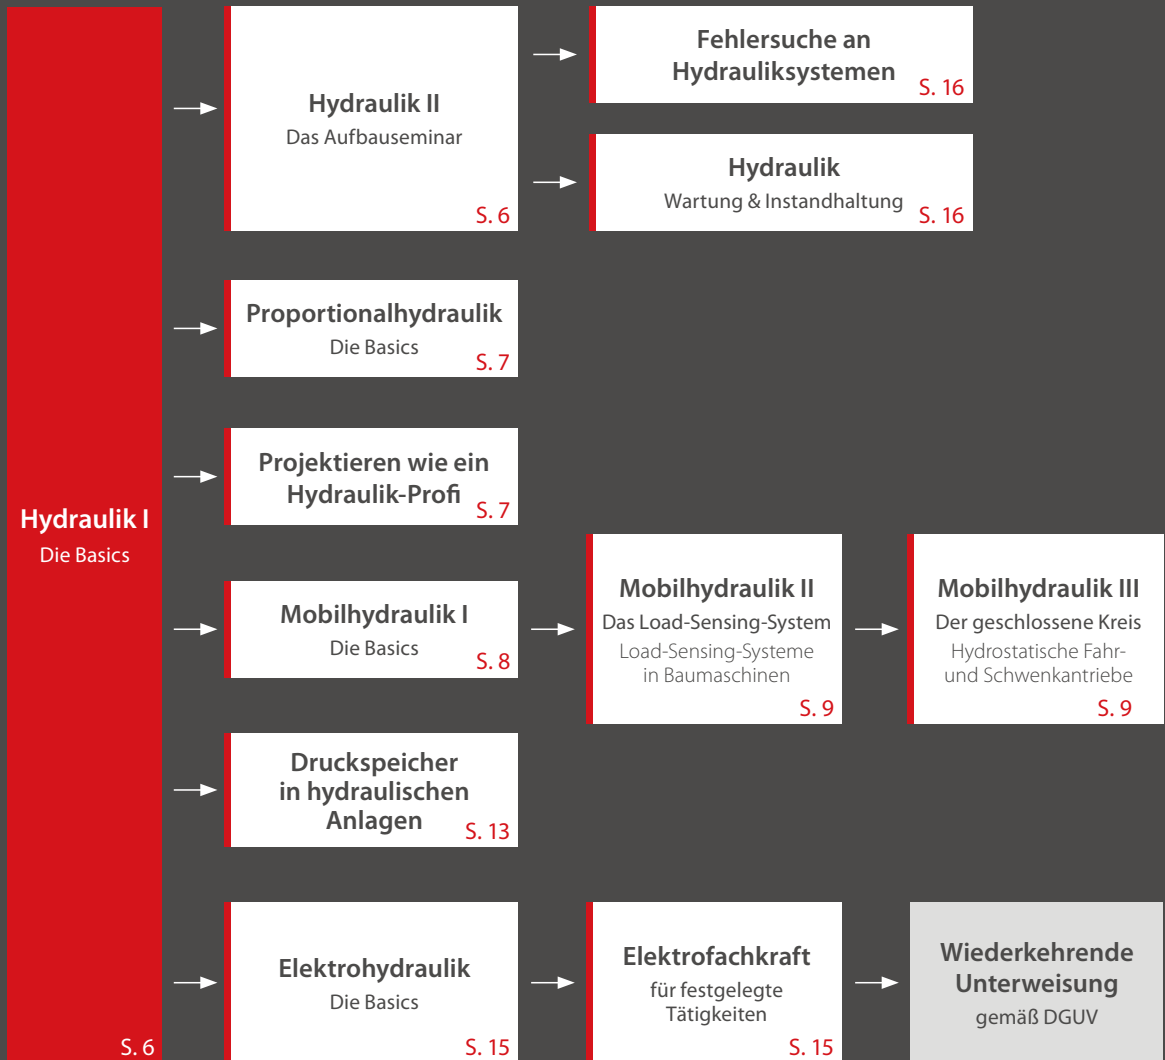 Hydraulik I
Die Basics
S. 6
Hydraulik II
Das Aufbauseminar
S. 6
Fehlersuche an
Hydrauliksystemen
S. 16
Hydraulik
Wartung & Instandhaltung
S. 16
Proportionalhydraulik
Die Basics
S. 7
Projektieren wie ein
Hydraulik-Profi
S. 7
Mobilhydraulik I
Die Basics
S. 8
Mobilhydraulik II
Das Load-Sensing-System
Load-Sensing-Systeme
in Baumaschinen
S. 9
Mobilhydraulik III
Der geschlossene Kreis
Hydrostatische Fahr-
und Schwenkantriebe
S. 9
Druckspeicher
in hydraulischen
Anlagen
S. 13
Elektrohydraulik
Die Basics
S. 15
Elektrofachkraft
für festgelegte
Tätigkeiten
S. 15
Wiederkehrende
Unterweisung
gemäß DGUV